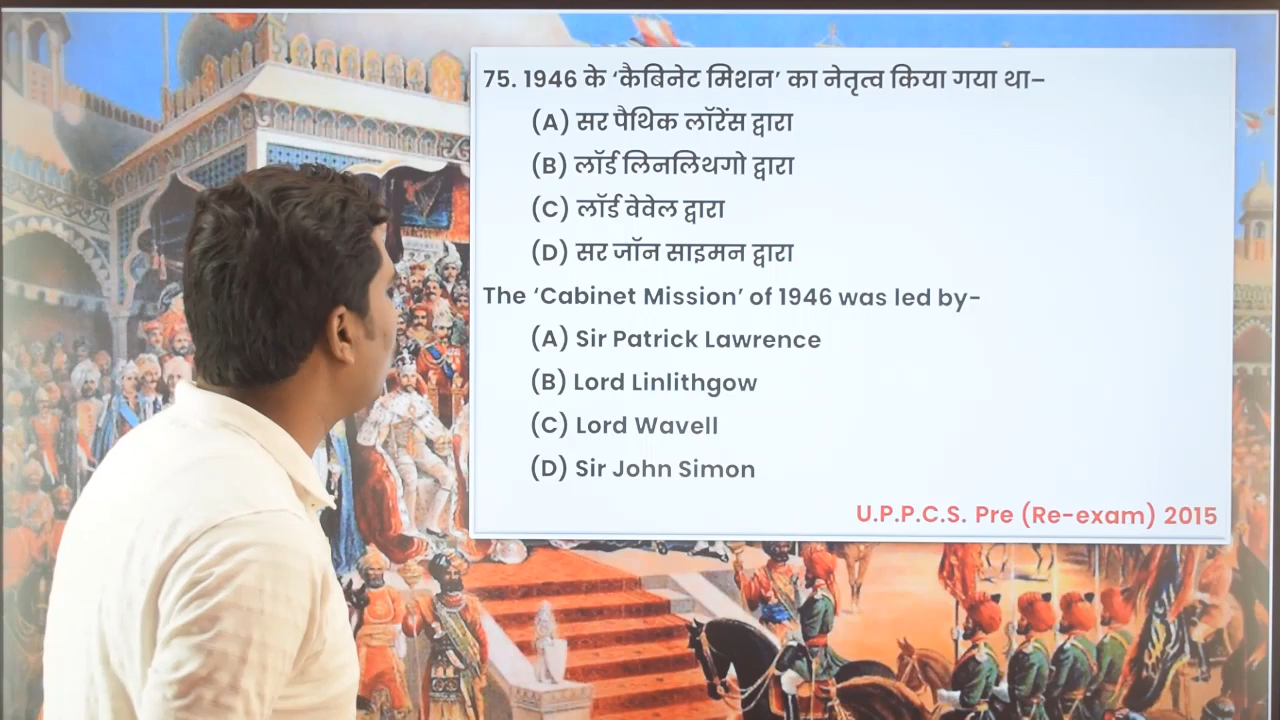 75. 1946 के ‘कैबिनेट मिशन’ का नेतृत्व किया गया था–
(A) सर पैथिक लॉरेंस द्वारा
(B) लॉर्ड लिनलिथगो द्वारा
(C) लॉर्ड वेवेल द्वारा
(D) सर जॉन साइमन द्वारा
The ‘Cabinet Mission’ of 1946 was led by-
(A) Sir Patrick Lawrence
(B) Lord Linlithgow
(C) Lord Wavell
(D) Sir John Simon
U.P.P.C.S. Pre (Re-exam) 2015